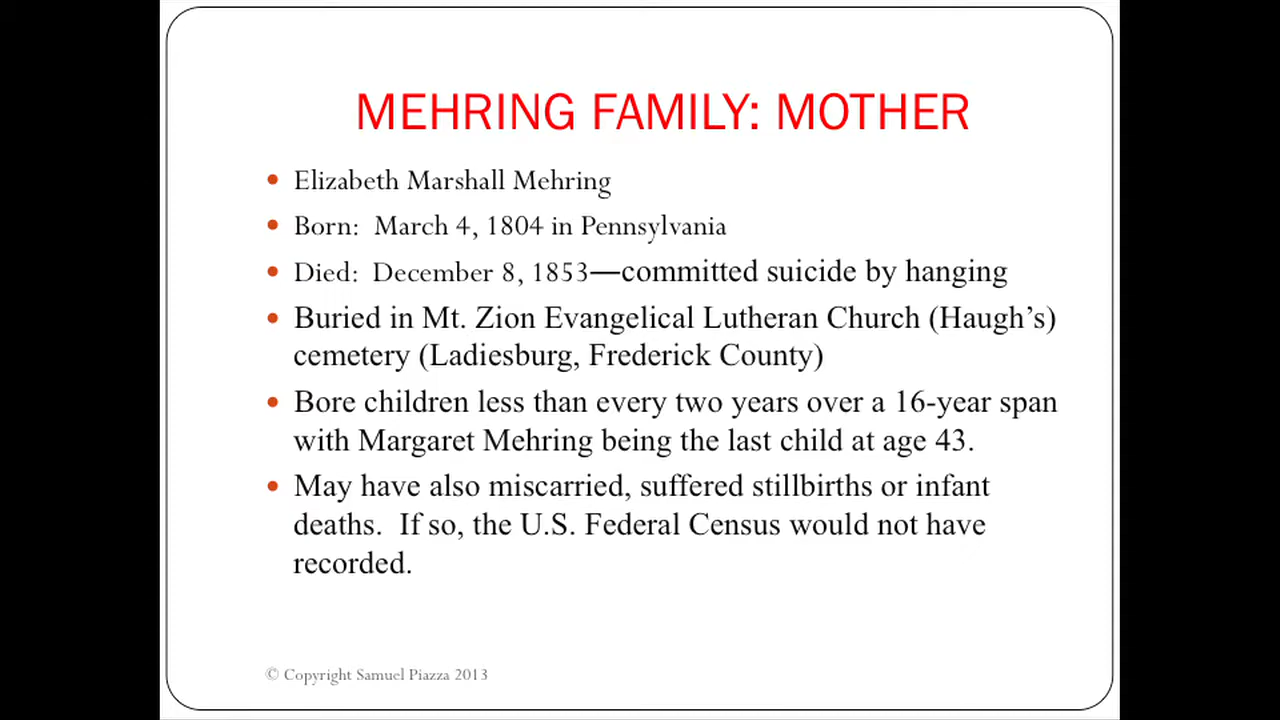 MEHRING FAMILY: MOTHER
• Elizabeth Marshall Mehring
• Born:  March 4, 1804 in Pennsylvania
• Died:  December 8, 1853—committed suicide by hanging
• Buried in Mt. Zion Evangelical Lutheran Church (Haugh’s)
cemetery (Ladiesburg, Frederick County)
• Bore children less than every two years over a 16-year span
with Margaret Mehring being the last child at age 43.
• May have also miscarried, suffered stillbirths or infant
deaths.  If so, the U.S. Federal Census would not have
recorded.
© Copyright Samuel Piazza 2013